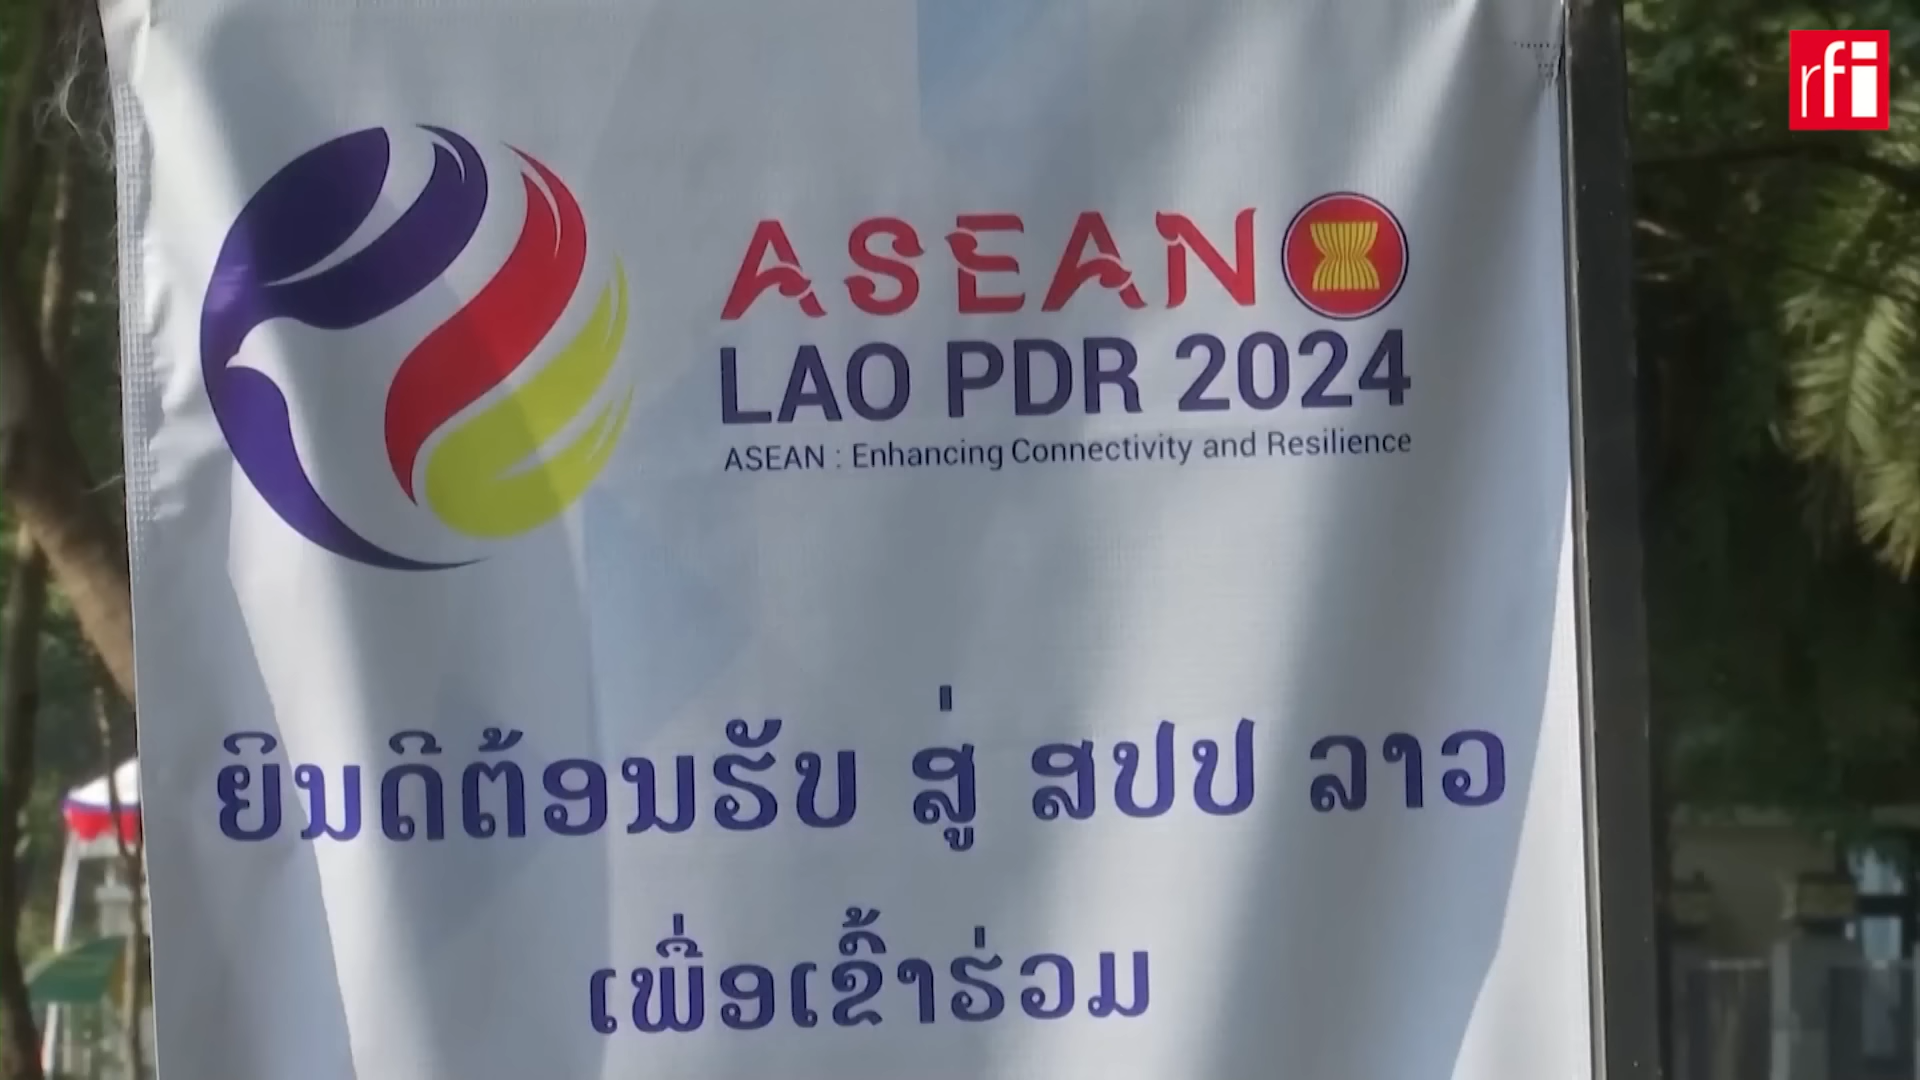 rfi
ASEAN
LAO PDR 2024
ASEAN : Enhancing Connectivity and Resilience
ຍິນດີຕ້ອນຮັບ ສູ່ ສປປ ລາວ
ເພື່ອເຂົ້າຮ່ວມ